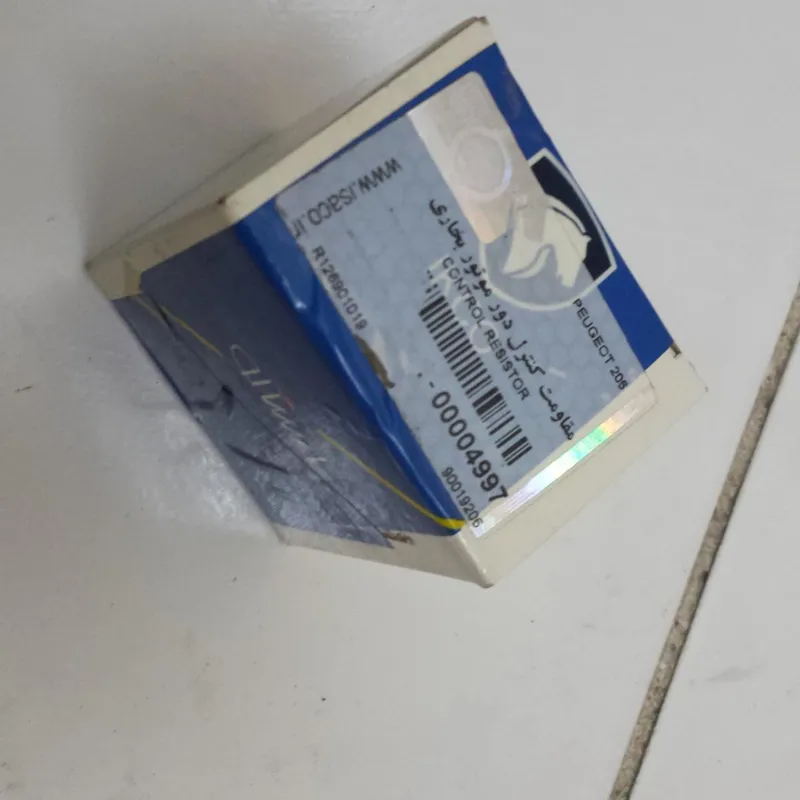 www.isaco.ir
مقاومت کنترل دور موتور بخاری
PEUGEOT 206
R126901019
CONTROL RESISTOR
00004997
90019206